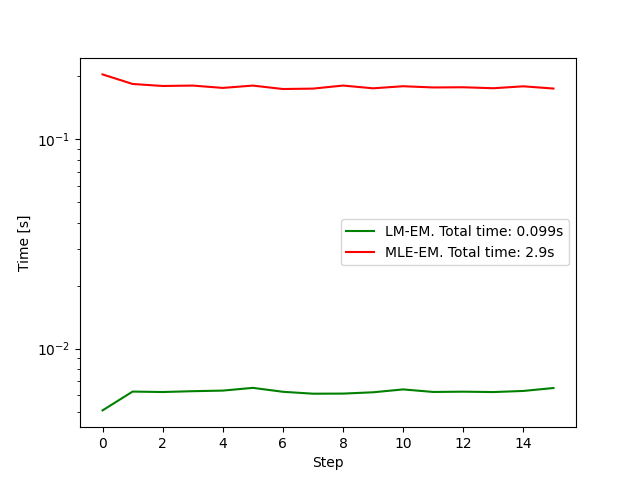 10⁻¹
10⁻²
Time [s]
LM-EM. Total time: 0.099s
MLE-EM. Total time: 2.9s
0 2 4 6 8 10 12 14
Step